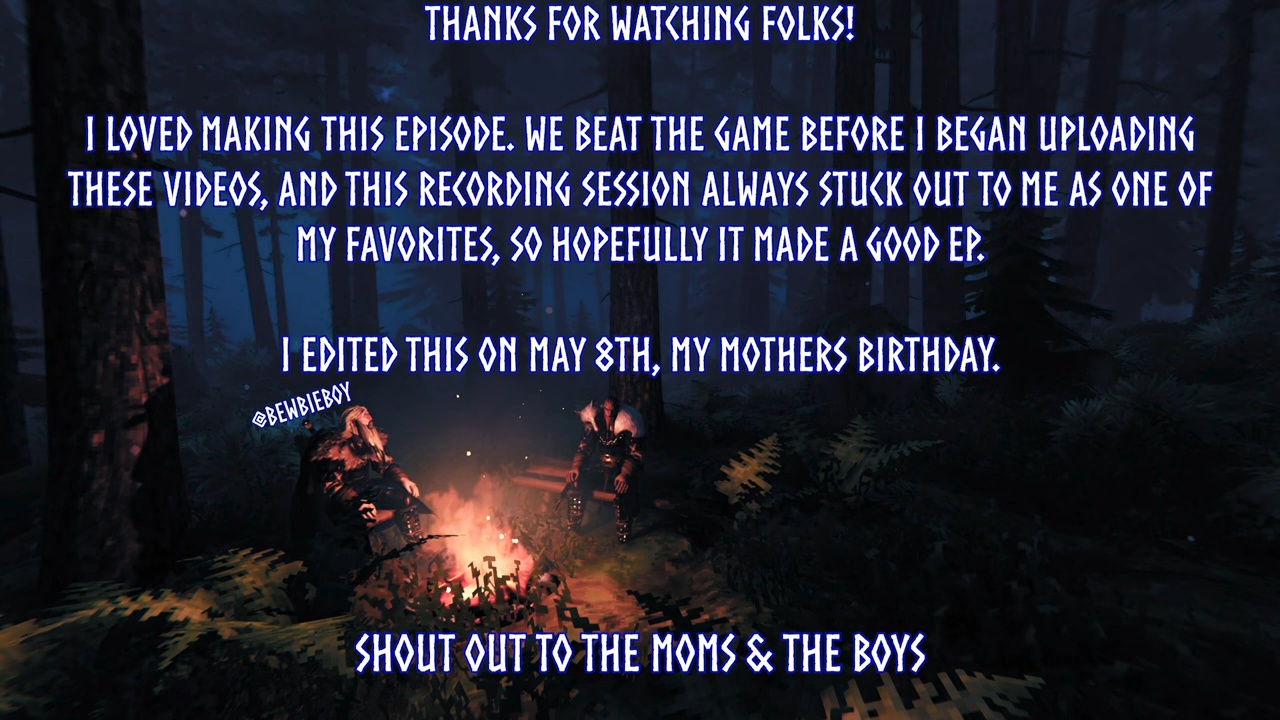 THANKS FOR WATCHING FOLKS!
I LOVED MAKING THIS EPISODE. WE BEAT THE GAME BEFORE I BEGAN UPLOADING
THESE VIDEOS, AND THIS RECORDING SESSION ALWAYS STUCK OUT TO ME AS ONE OF
MY FAVORITES, SO HOPEFULLY IT MADE A GOOD EP.
I EDITED THIS ON MAY 8TH, MY MOTHERS BIRTHDAY.
@BEWBIEBOY
SHOUT OUT TO THE MOMS & THE BOYS